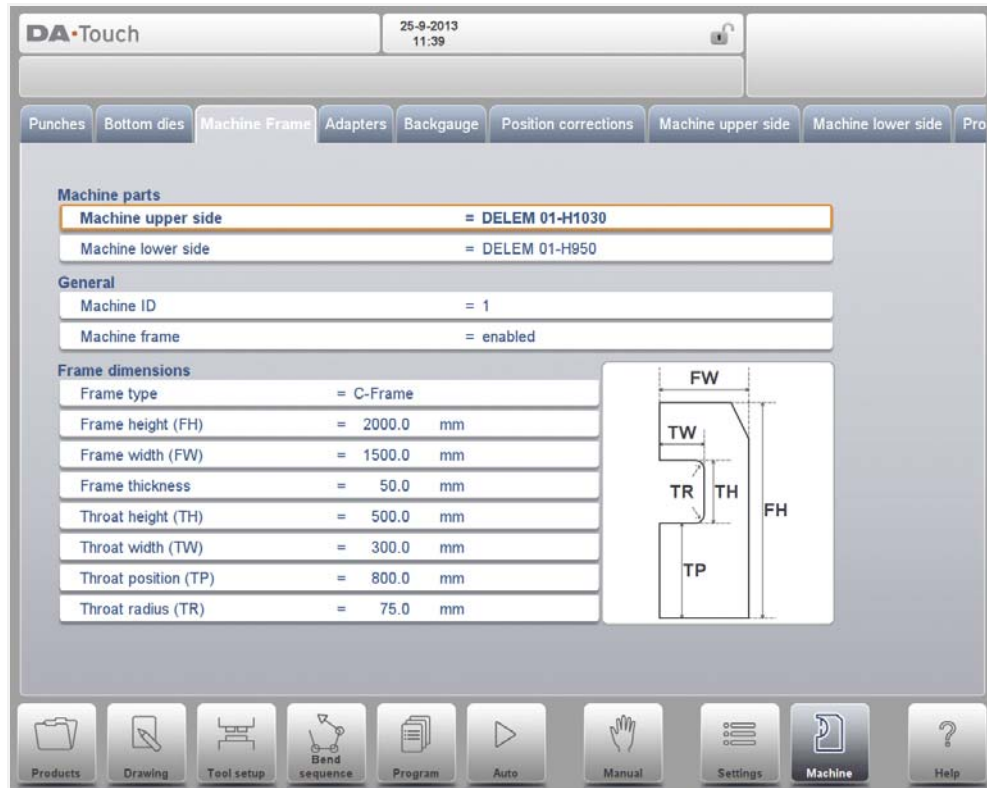 DA·Touch
25-9-2013
11:39
Punches Bottom dies Machine Frame Adapters Backgauge Position corrections Machine upper side Machine lower side Pro
Machine parts
Machine upper side = DELEM 01-H1030
Machine lower side = DELEM 01-H950
General
Machine ID = 1
Machine frame = enabled
Frame dimensions
Frame type = C-Frame
Frame height (FH) = 2000.0 mm
Frame width (FW) = 1500.0 mm
Frame thickness = 50.0 mm
Throat height (TH) = 500.0 mm
Throat width (TW) = 300.0 mm
Throat position (TP) = 800.0 mm
Throat radius (TR) = 75.0 mm
FW
TW
TR TH
FH
TP
Products Drawing Tool setup Bend sequence Program Auto Manual Settings Machine ? Help